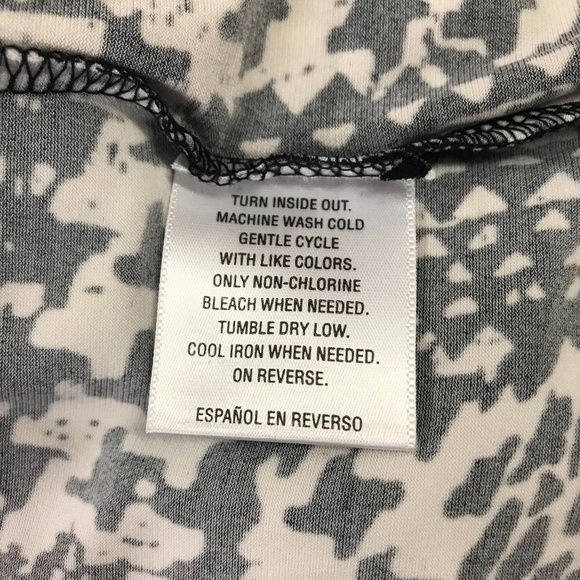 TURN INSIDE OUT.
MACHINE WASH COLD
GENTLE CYCLE
WITH LIKE COLORS.
ONLY NON-CHLORINE
BLEACH WHEN NEEDED.
TUMBLE DRY LOW.
COOL IRON WHEN NEEDED.
ON REVERSE.
ESPAÑOL EN REVERSO